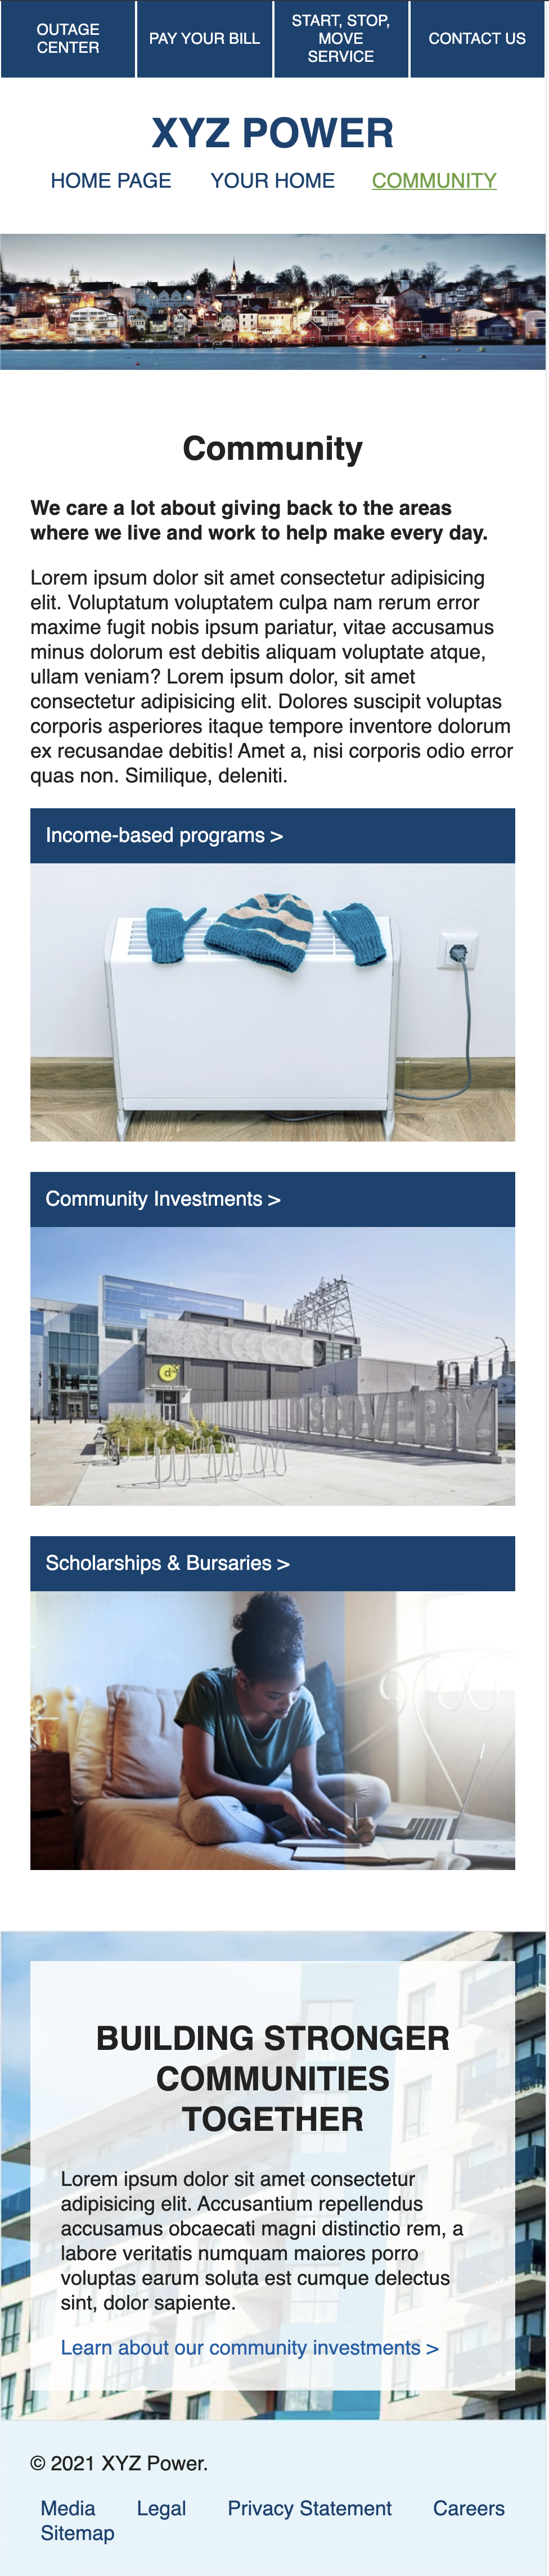 OUTAGE
CENTER
PAY YOUR BILL
START, STOP,
MOVE
SERVICE
CONTACT US
XYZ POWER
HOME PAGE
YOUR HOME
COMMUNITY
Community
We care a lot about giving back to the areas
where we live and work to help make every day.
Lorem ipsum dolor sit amet consectetur adipisicing
elit. Voluptatum voluptatem culpa nam rerum error
maxime fugit nobis ipsum pariatur, vitae accusamus
minus dolorum est debitis aliquam voluptate atque,
ullam veniam? Lorem ipsum dolor, sit amet
consectetur adipisicing elit. Dolores suscipit voluptas
corporis asperiores itaque tempore inventore dolorum
ex recusandae debitis! Amet a, nisi corporis odio error
quas non. Similique, deleniti.
Income-based programs >
Community Investments >
d
DISCOVERY
Scholarships & Bursaries >
BUILDING STRONGER
COMMUNITIES
TOGETHER
Lorem ipsum dolor sit amet consectetur
adipisicing elit. Accusantium repellendus
accusamus obcaecati magni distinctio rem, a
labore veritatis numquam maiores porro
voluptas earum soluta est cumque delectus
sint, dolor sapiente.
Learn about our community investments >
© 2021 XYZ Power.
Media
Legal
Privacy Statement
Careers
Sitemap